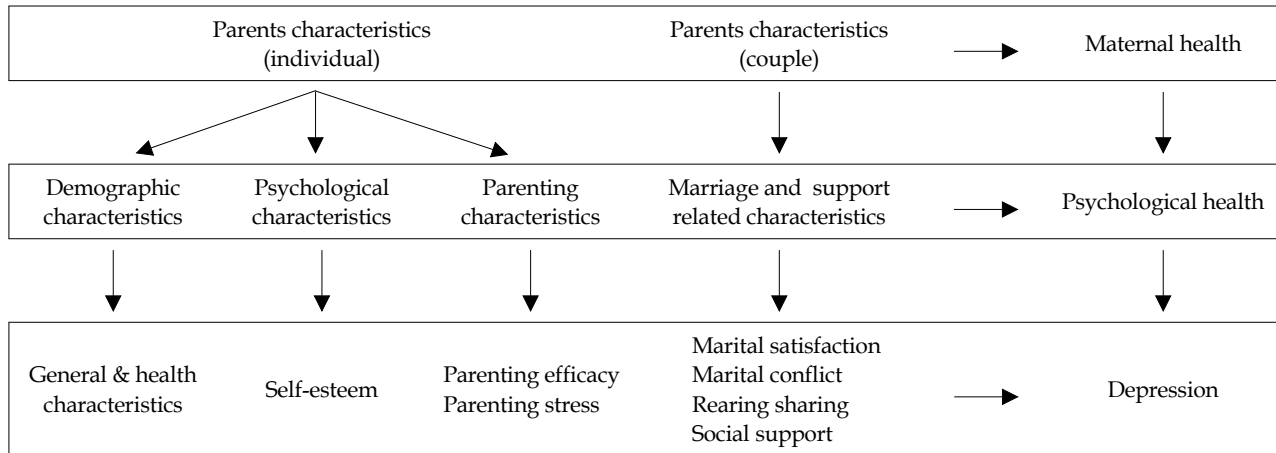 Parents characteristics
(individual)
Parents characteristics
(couple)
Maternal health
Demographic
characteristics
Psychological
characteristics
Parenting
characteristics
Marriage and support
related characteristics
Psychological health
General & health
characteristics
Self-esteem
Parenting efficacy
Parenting stress
Marital satisfaction
Marital conflict
Rearing sharing
Social support
Depression